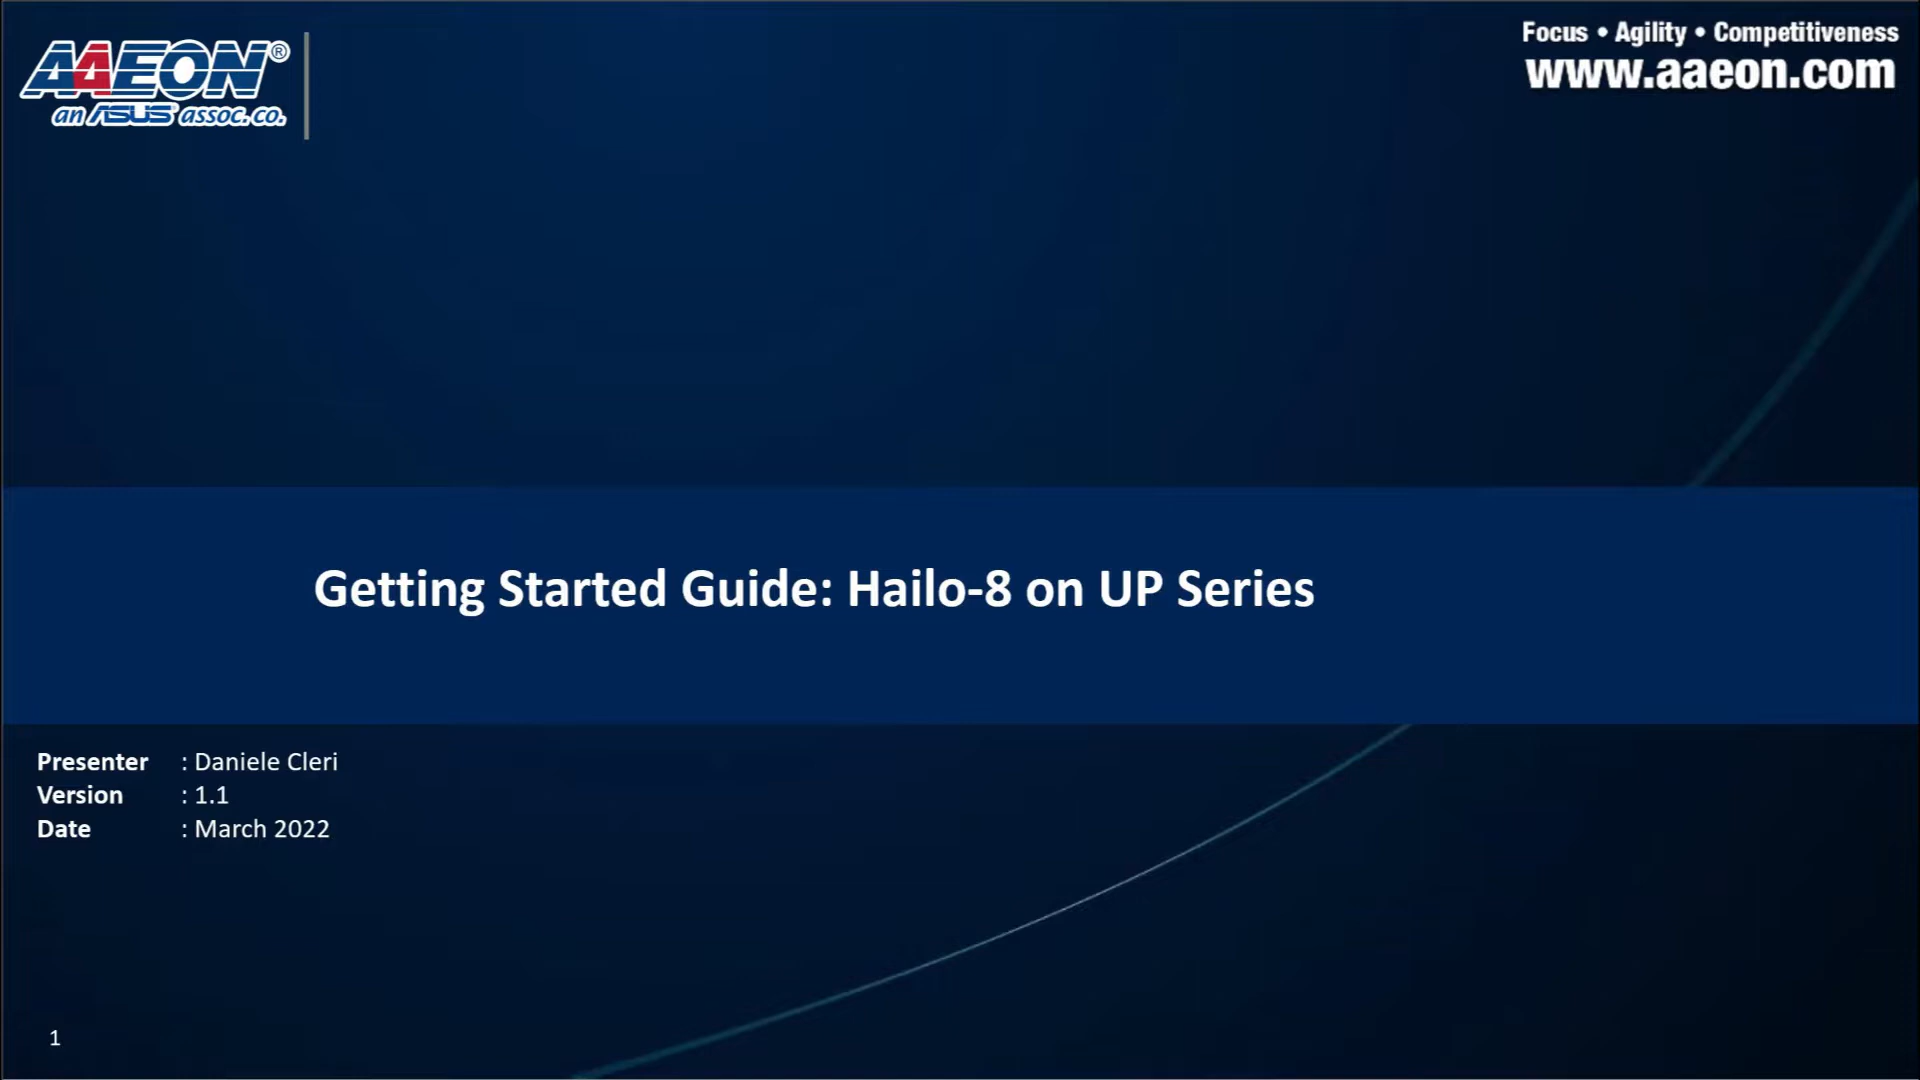 AAEON®
an ASUS assoc. co.
Focus • Agility • Competitiveness
www.aaeon.com
Getting Started Guide: Hailo-8 on UP Series
Presenter : Daniele Cleri
Version : 1.1
Date : March 2022
1